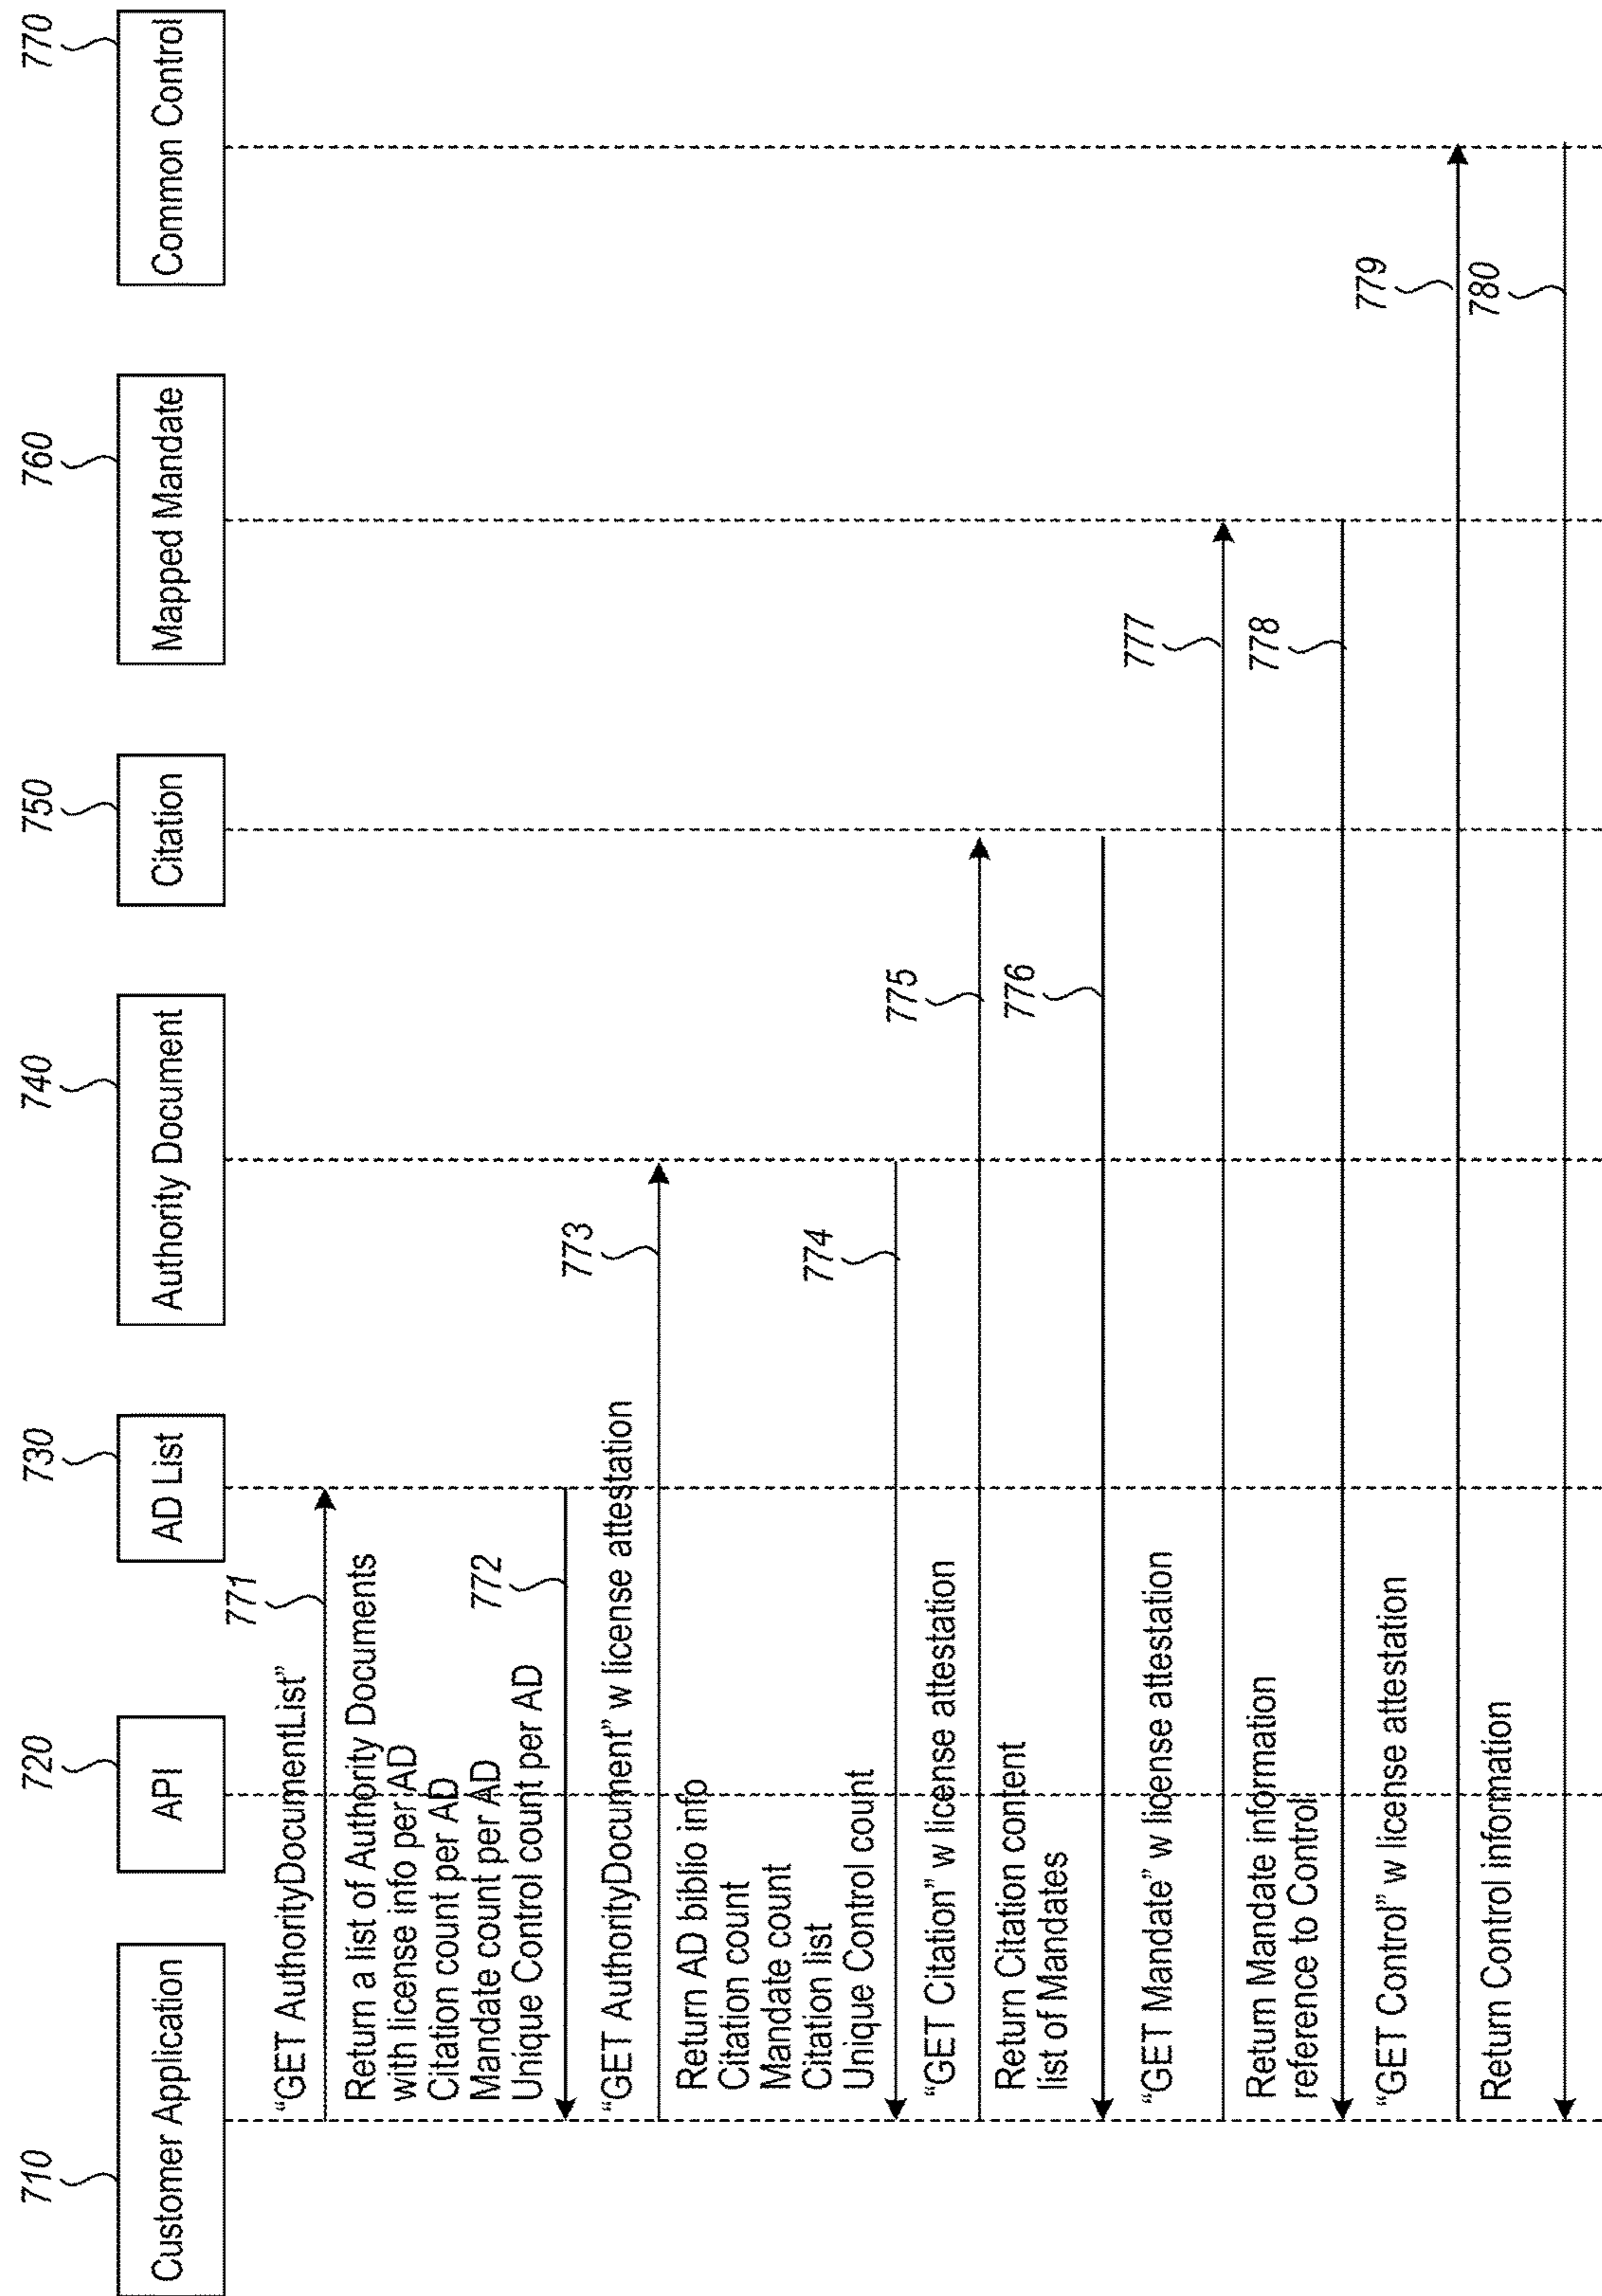 710
720
730
740
750
760
770
Customer Application
API
AD List
Authority Document
Citation
Mapped Mandate
Common Control
"GET AuthorityDocumentList"
771
Return a list of Authority Documents
with license info per AD
Citation count per AD
Mandate count per AD
Unique Control count per AD
772
"GET AuthorityDocument" w license attestation
773
Return AD biblio info
Citation count
Mandate count
Citation list
Unique Control count
774
"GET Citation" w license attestation
775
Return Citation content
list of Mandates
776
"GET Mandate" w license attestation
777
Return Mandate information
reference to Control
778
"GET Control" w license attestation
779
Return Control information
780